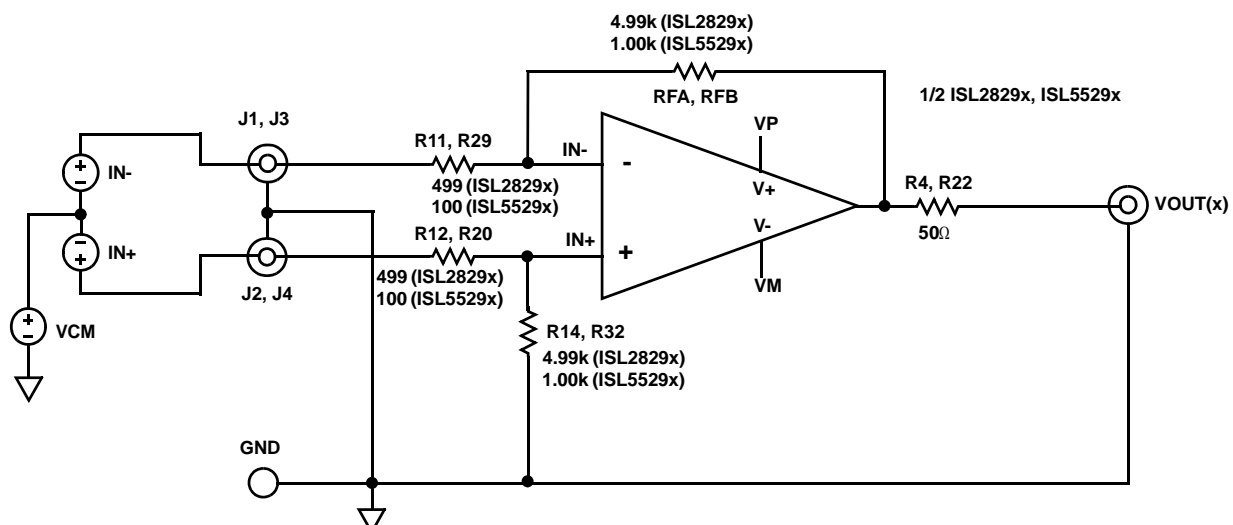 4.99k (ISL2829x)
1.00k (ISL5529x)
RFA, RFB
1/2 ISL2829x, ISL5529x
J1, J3
R11, R29
IN-
VP
IN-
-
V+
499 (ISL2829x)
100 (ISL5529x)
R4, R22
VOUT(x)
50Ω
V-
R12, R20
IN+
+
IN+
499 (ISL2829x)
100 (ISL5529x)
VM
J2, J4
VCM
R14, R32
4.99k (ISL2829x)
1.00k (ISL5529x)
GND